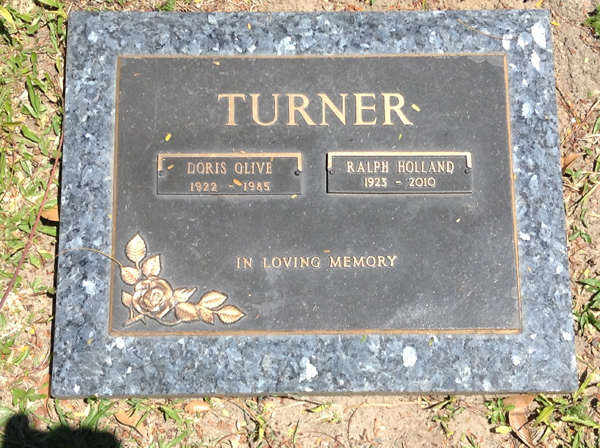 TURNER
DORIS OLIVE
1922 - 1985
RALPH HOLLAND
1923 - 2010
IN LOVING MEMORY